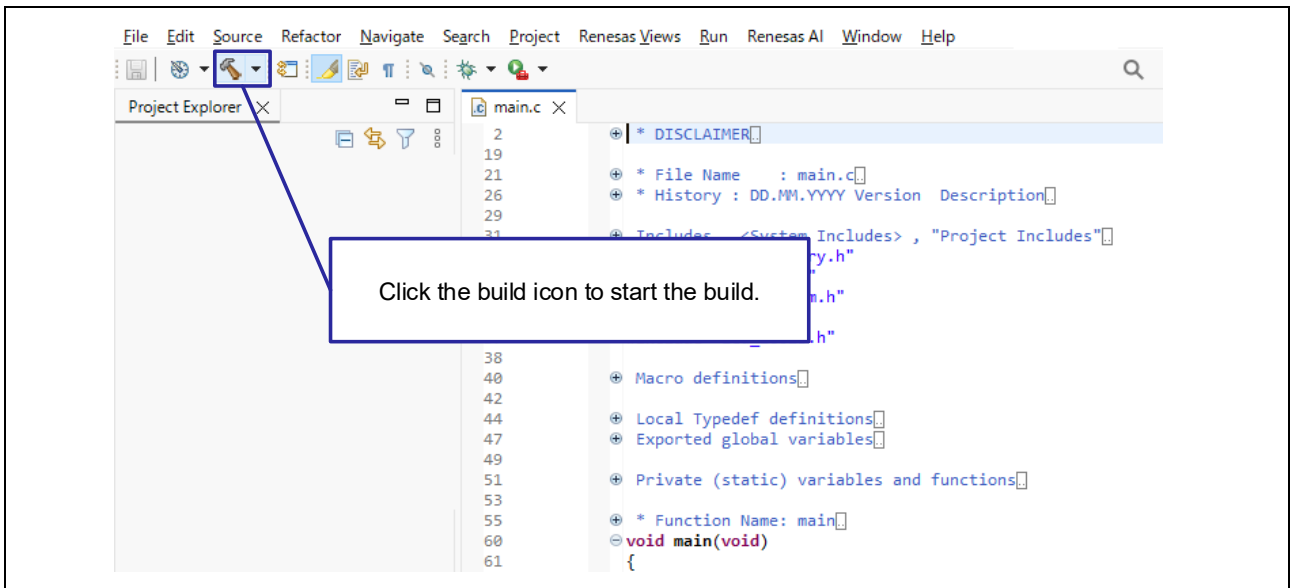 File Edit Source Refactor Navigate Search Project Renesas Views Run Renesas AI Window Help
Project Explorer
main.c
2 * DISCLAIMER
19
21 * File Name : main.c
26 * History : DD.MM.YYYY Version Description
29
31 Includes <System Includes> , "Project Includes"
ry.h"
"
m.h"
.h"
Click the build icon to start the build.
38
40 Macro definitions
42
44 Local Typedef definitions
47 Exported global variables
49
51 Private (static) variables and functions
53
55 * Function Name: main
60 void main(void)
61 {